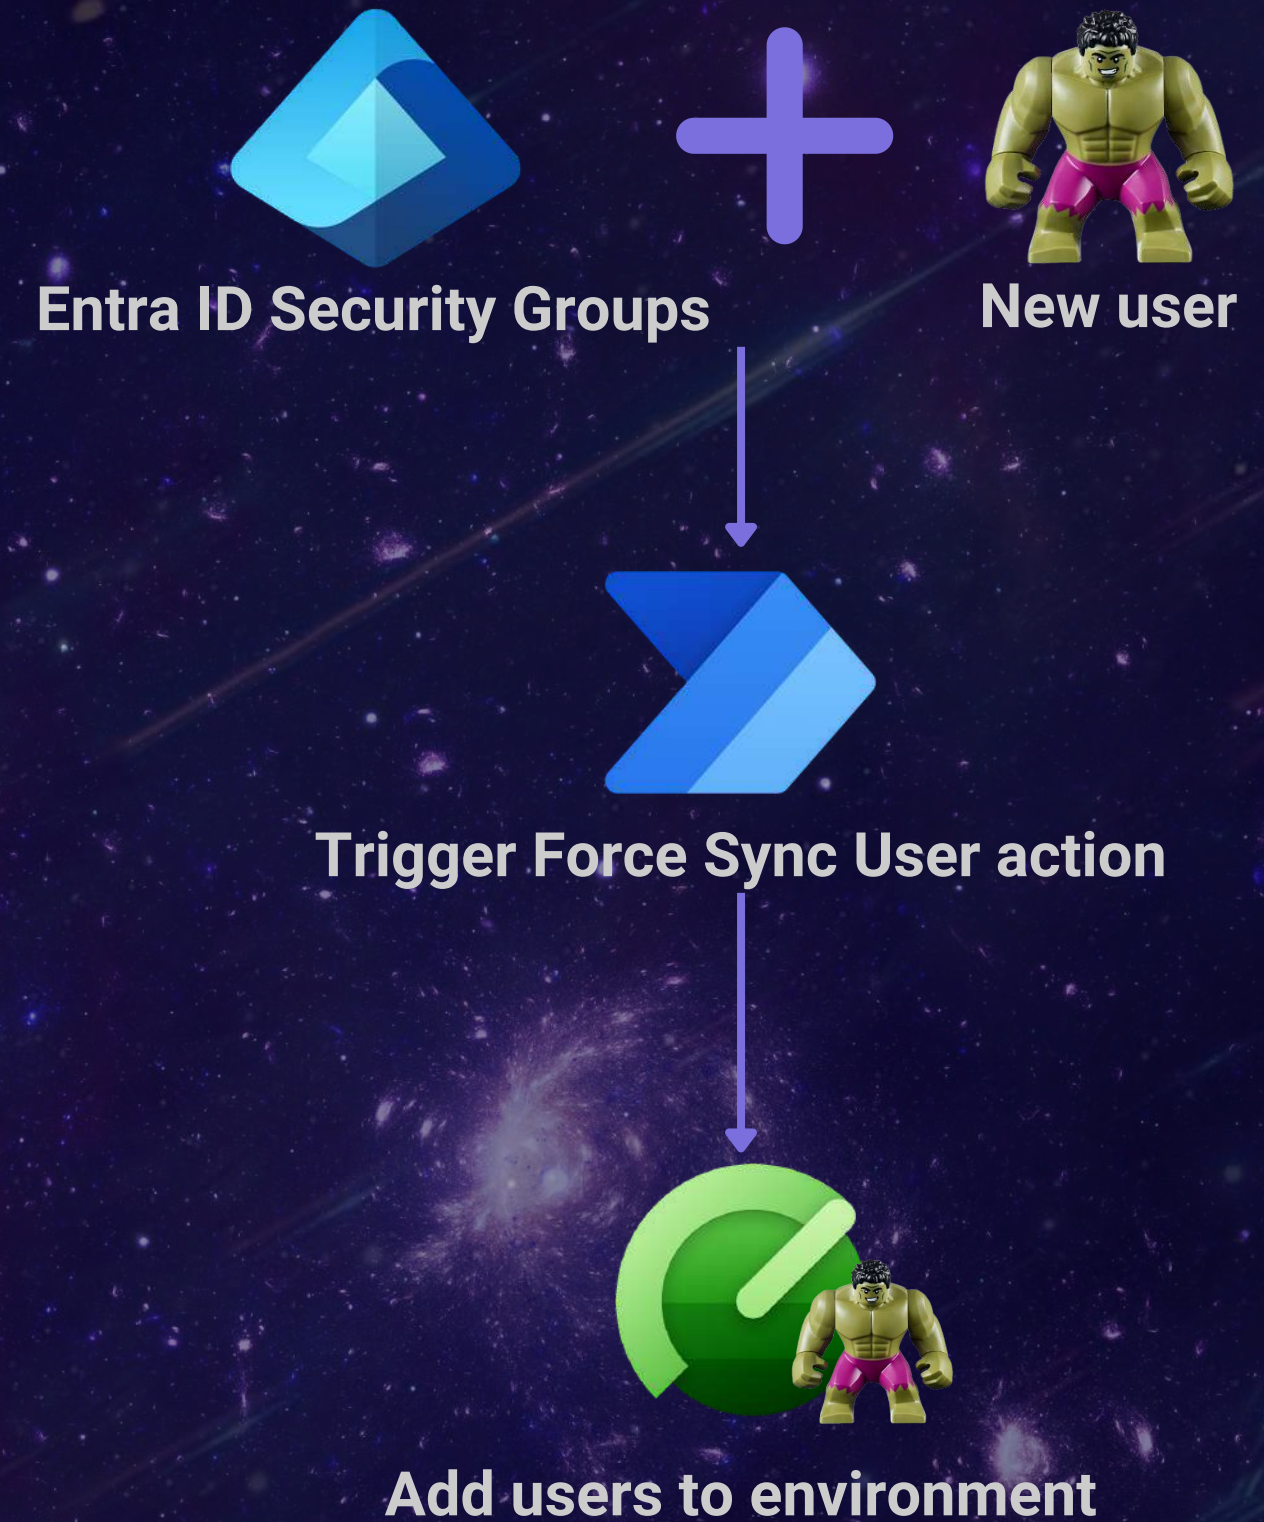 Entra ID Security Groups
New user
Trigger Force Sync User action
Add users to environment